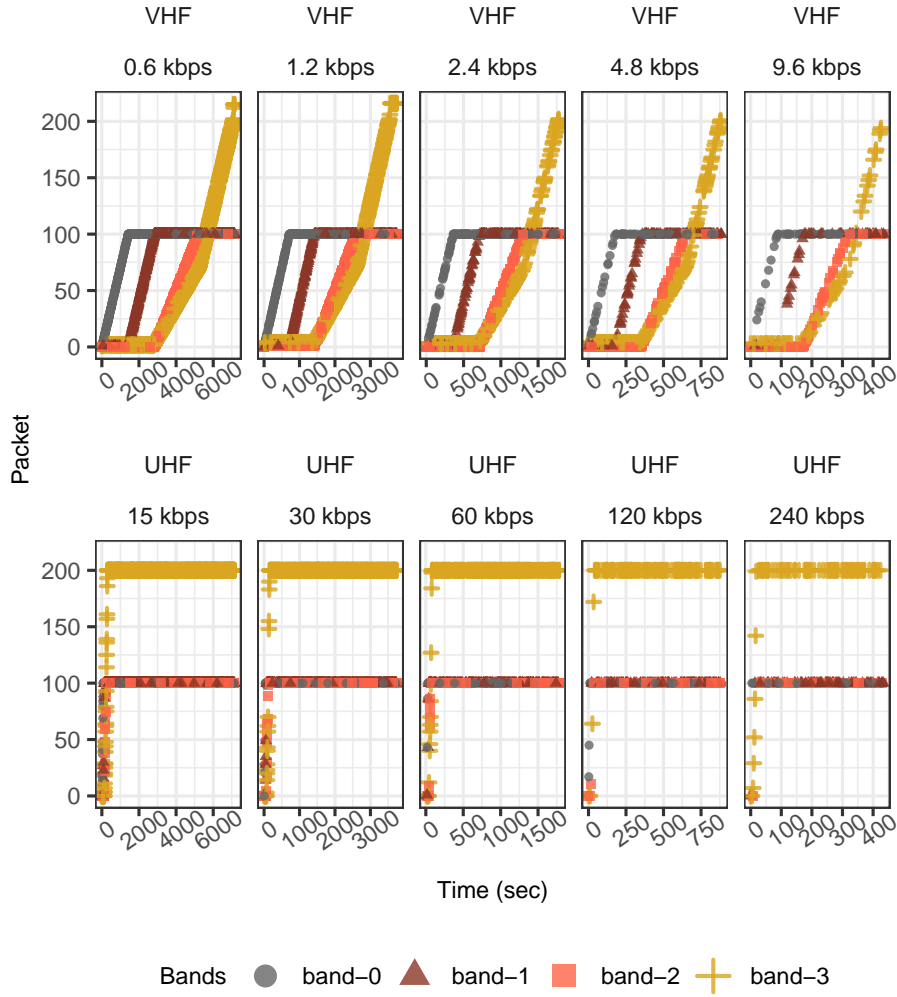 VHF VHF VHF VHF VHF
0.6 kbps 1.2 kbps 2.4 kbps 4.8 kbps 9.6 kbps
200
150
100
50
0
0 2000 4000 6000 0 1000 2000 3000 0 500 1000 1500 0 250 500 750 0 100 200 300 400
Packet
UHF UHF UHF UHF UHF
15 kbps 30 kbps 60 kbps 120 kbps 240 kbps
200
150
100
50
0
0 2000 4000 6000 0 1000 2000 3000 0 500 1000 1500 0 250 500 750 0 100 200 300 400
Time (sec)
Bands band−0 band−1 band−2 band−3